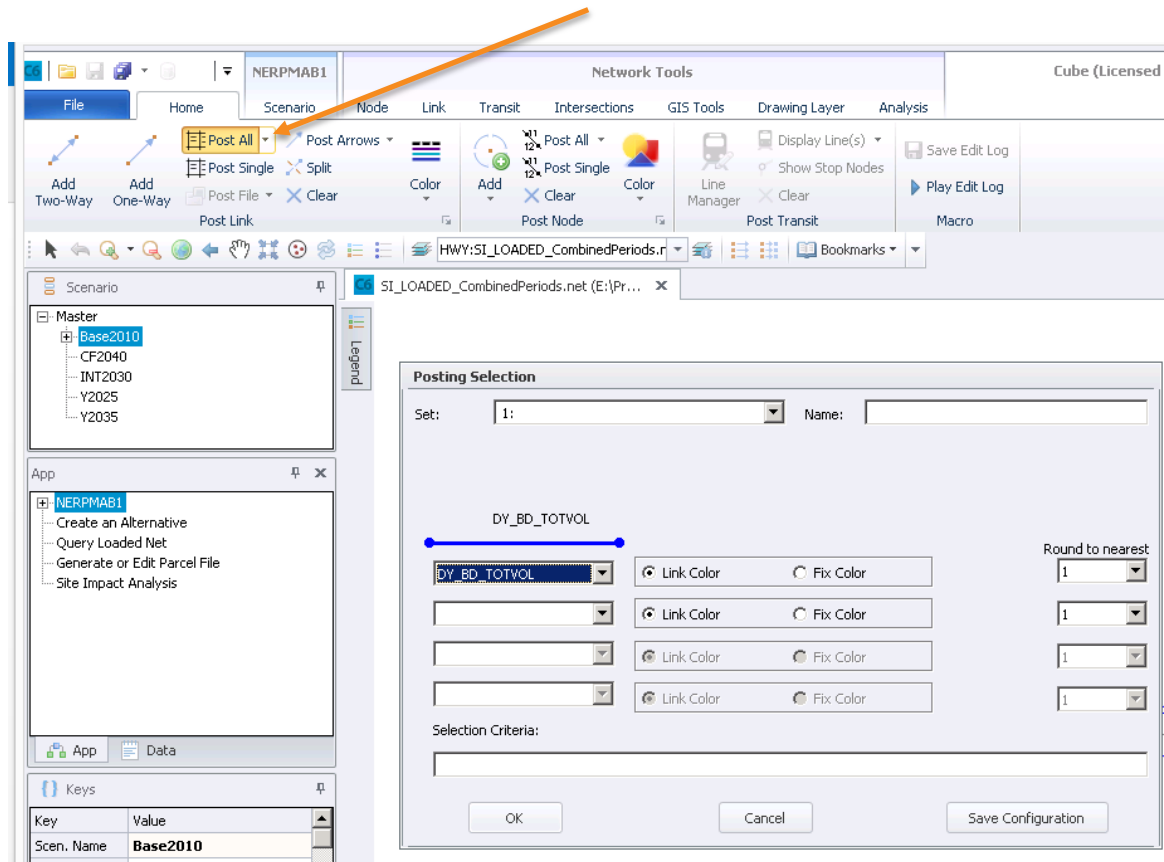 C6 NERPMAB1 Network Tools Cube (Licensed
File Home Scenario Node Link Transit Intersections GIS Tools Drawing Layer Analysis
Add Two-Way
Add One-Way
Post All
Post Single
Post File
Post Arrows
Split
Clear
Color
Post Link
Add
Post All
Post Single
Clear
Color
Post Node
Line Manager
Display Line(s)
Show Stop Nodes
Clear
Post Transit
Save Edit Log
Play Edit Log
Macro
HWY:SI_LOADED_CombinedPeriods.r Bookmarks
Scenario
Master
Base2010
CF2040
INT2030
Y2025
Y2035
App
NERPMAB1
Create an Alternative
Query Loaded Net
Generate or Edit Parcel File
Site Impact Analysis
App Data
Keys
Key Value
Scen. Name Base2010
C6 SI_LOADED_CombinedPeriods.net (E:\Pr...
Legend
Posting Selection
Set: 1: Name:
DY_BD_TOTVOL
Round to nearest
DY_BD_TOTVOL Link Color Fix Color 1
Link Color Fix Color 1
Link Color Fix Color 1
Link Color Fix Color 1
Selection Criteria:
OK Cancel Save Configuration